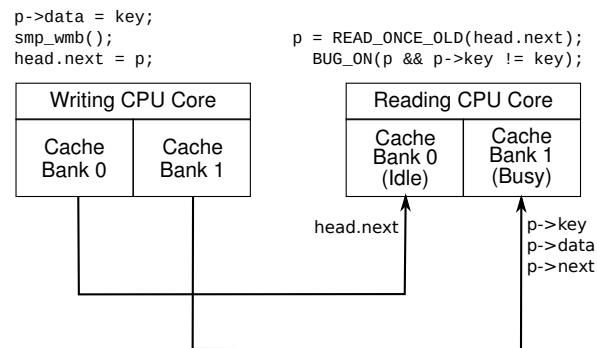 p->data = key;
smp_wmb();
head.next = p;
p = READ_ONCE_OLD(head.next);
BUG_ON(p && p->key != key);
Writing CPU Core
Cache
Bank 0
Cache
Bank 1
Reading CPU Core
Cache
Bank 0
(Idle)
Cache
Bank 1
(Busy)
head.next
p->key
p->data
p->next